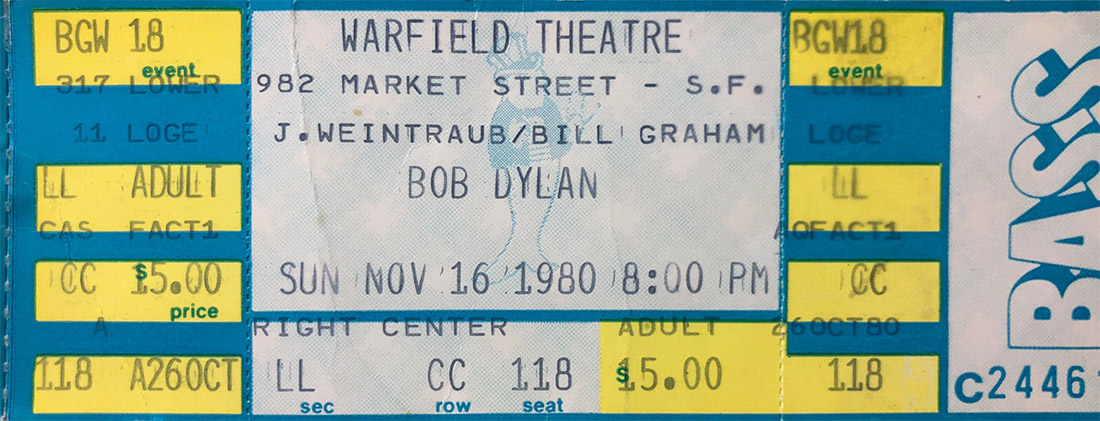 BGW 18
event
317 LOWER
11 LOGE
LL ADULT
CAS FACT1
CC $15.00
price
A
118 A26OCT
WARFIELD THEATRE
982 MARKET STREET - S.F.
J.WEINTRAUB/BILL GRAHAM
BOB DYLAN
SUN NOV 16 1980 8:00 PM
RIGHT CENTER ADULT
LL CC 118 $15.00
sec row seat
BGW18
event
LOWER
LOGE
LL
AQFACT1
CC
26OCT80
118
BASS
C2446